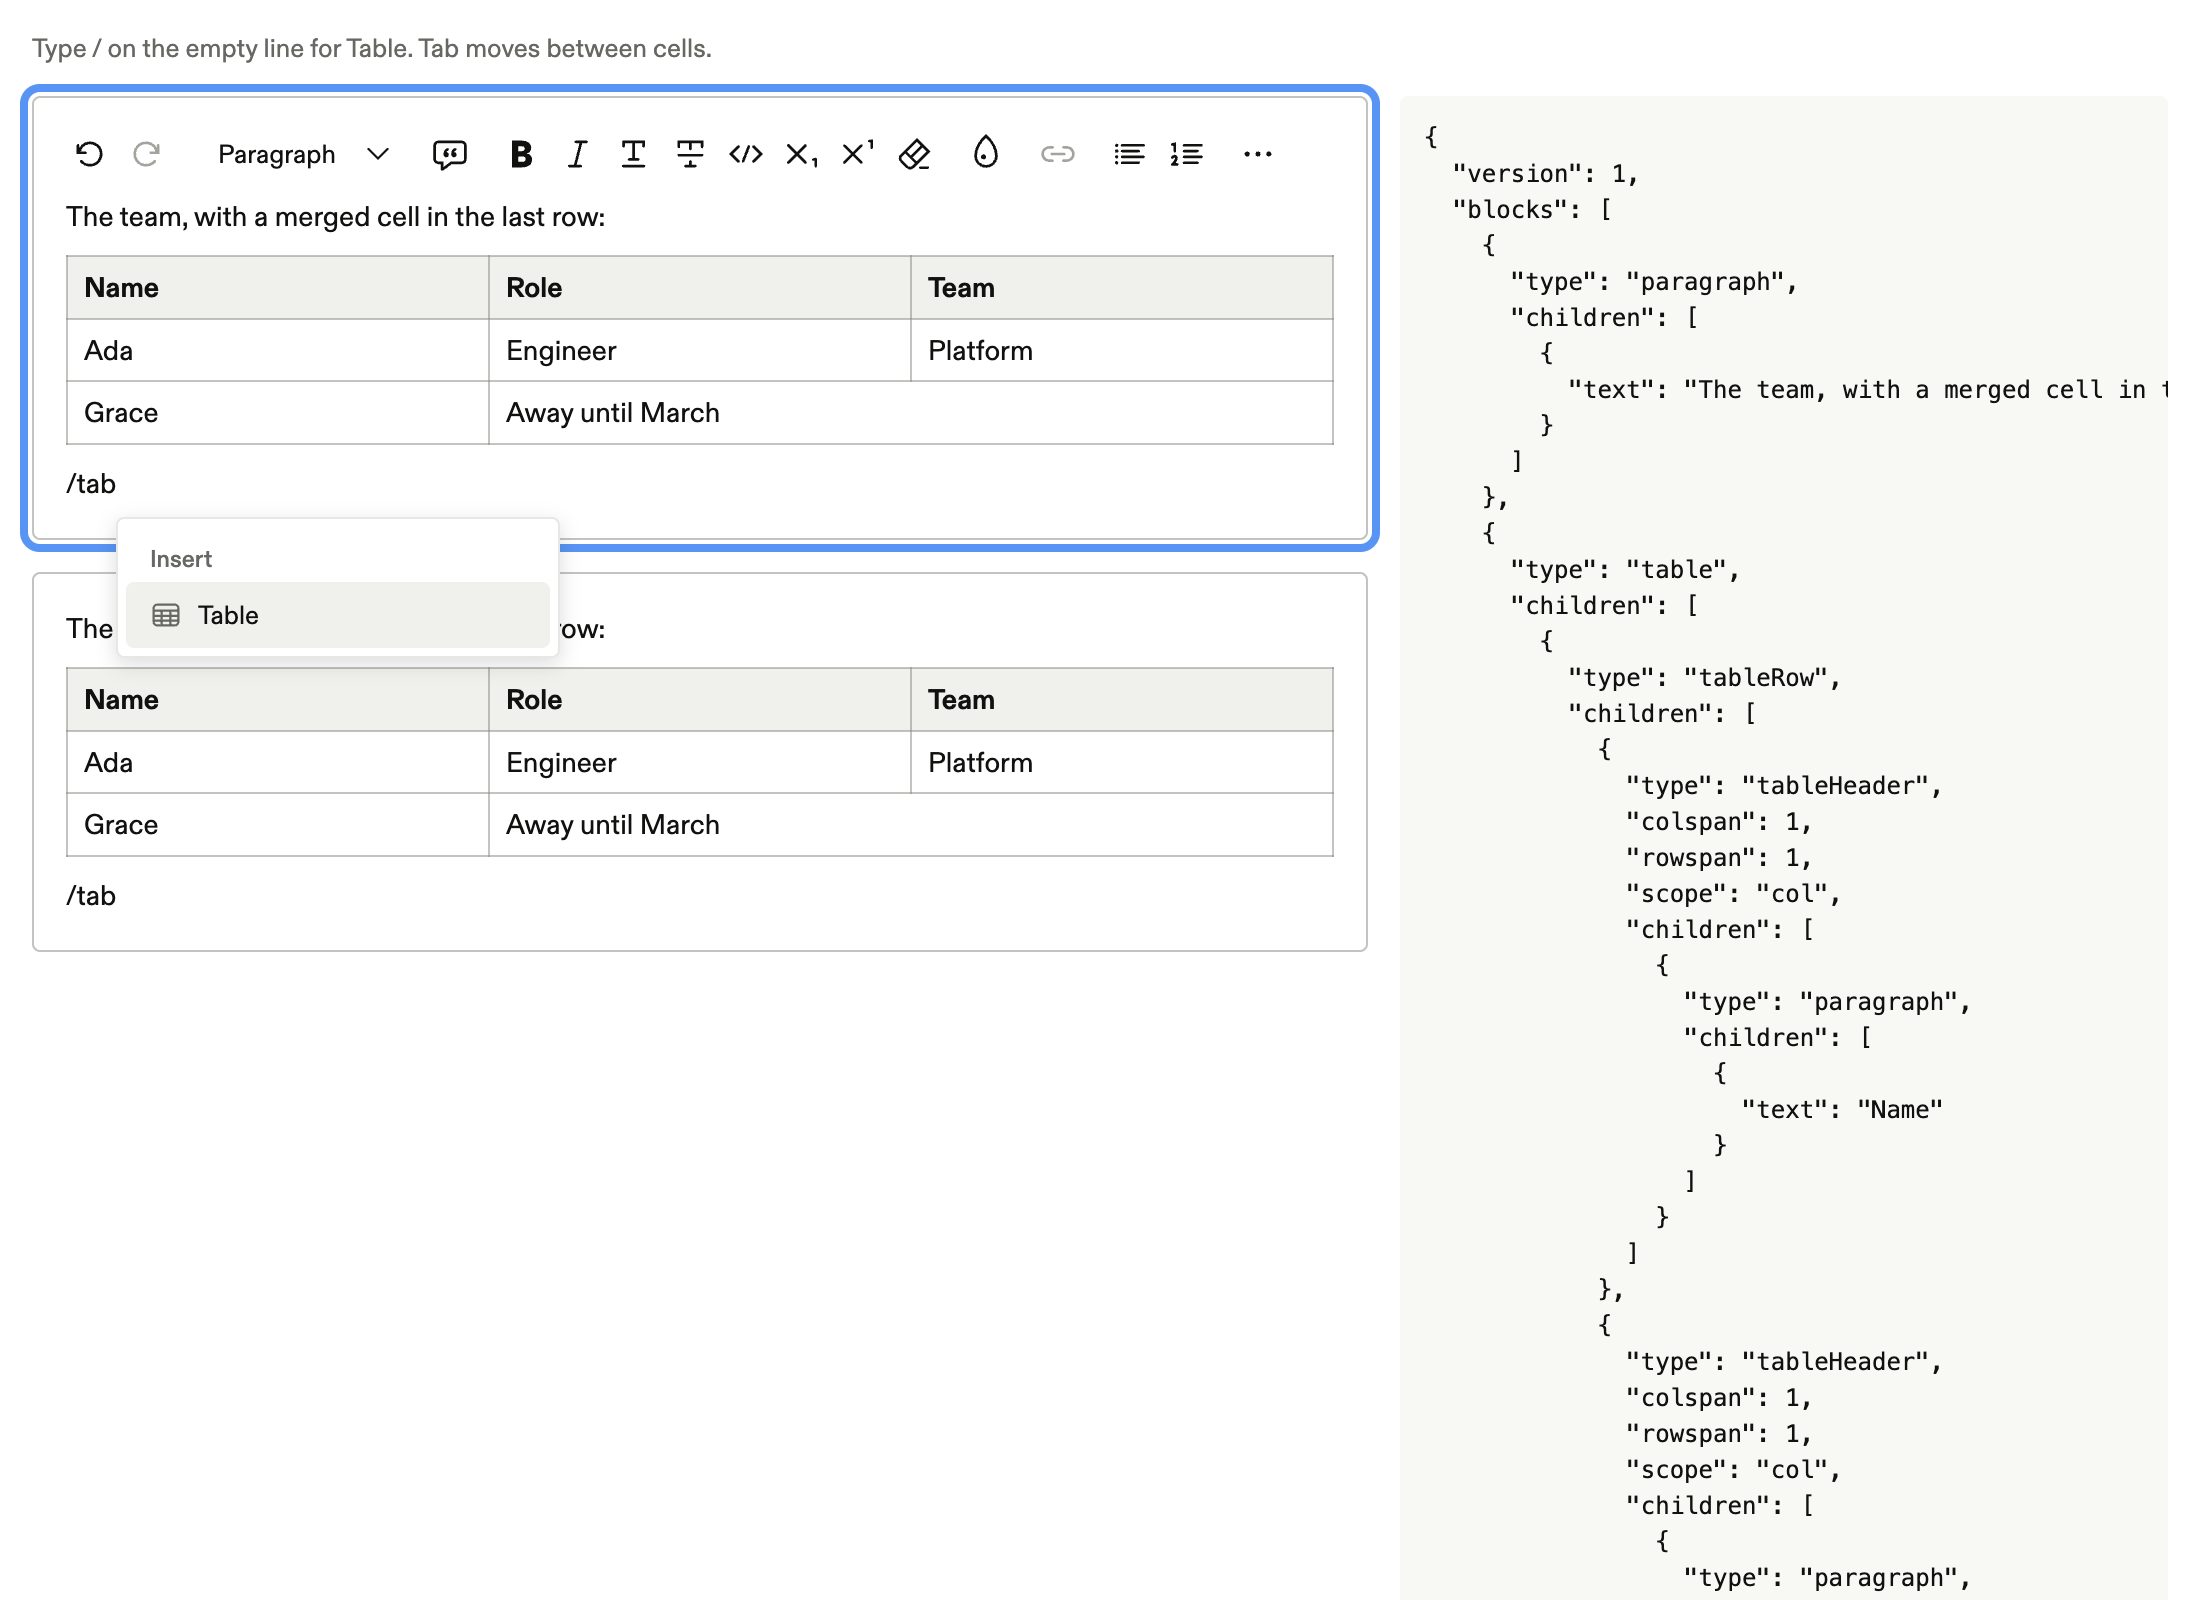 Type / on the empty line for Table. Tab moves between cells.
Paragraph
The team, with a merged cell in the last row:
Name Role Team
Ada Engineer Platform
Grace Away until March
/tab
Insert
Table
The
row:
Name Role Team
Ada Engineer Platform
Grace Away until March
/tab
{
"version": 1,
"blocks": [
{
"type": "paragraph",
"children": [
{
"text": "The team, with a merged cell in
}
]
},
{
"type": "table",
"children": [
{
"type": "tableRow",
"children": [
{
"type": "tableHeader",
"colspan": 1,
"rowspan": 1,
"scope": "col",
"children": [
{
"type": "paragraph",
"children": [
{
"text": "Name"
}
]
}
]
},
{
"type": "tableHeader",
"colspan": 1,
"rowspan": 1,
"scope": "col",
"children": [
{
"type": "paragraph",